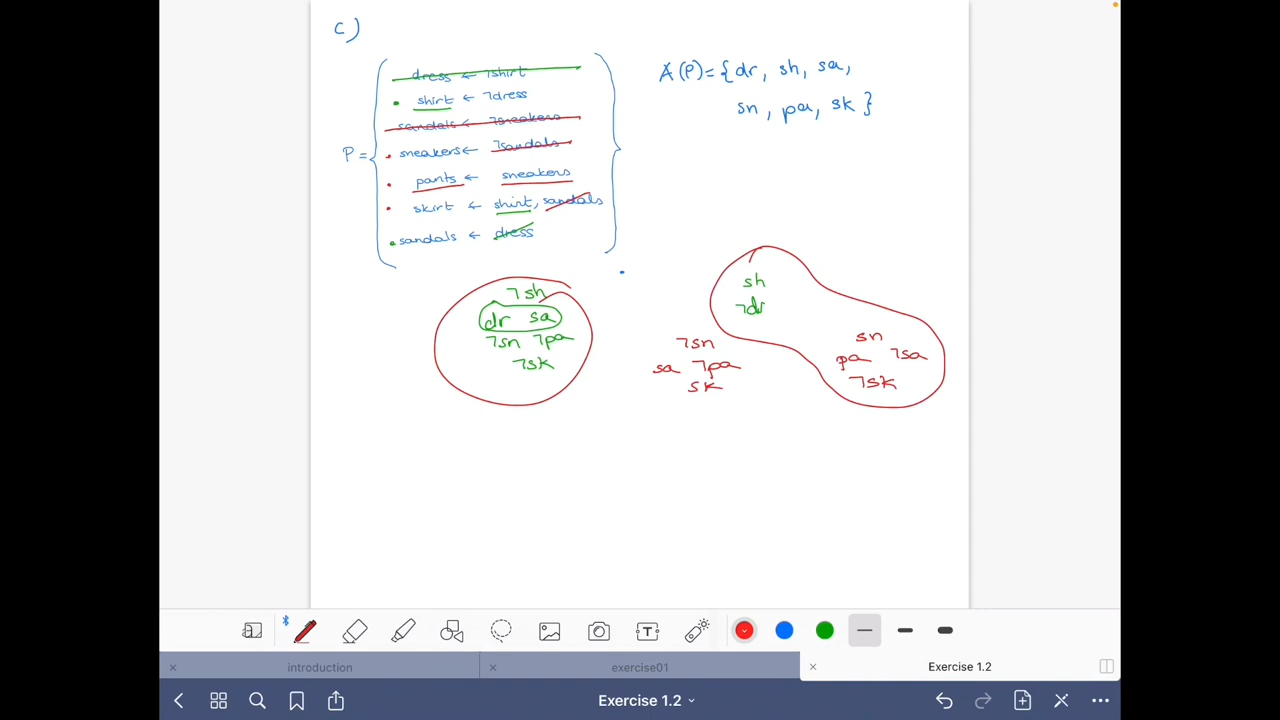 c)
dress ← ¬shirt
shirt ← ¬dress
sandals ← ¬sneakers
P = { sneakers ← ¬sandals }
pants ← sneakers
skirt ← shirt, sandals
sandals ← dress
A(P) = {dr, sh, sa,
sn, pa, sk}
¬sh
dr sa
¬sn ¬pa
¬sk
sh
¬dr
¬sn
sa ¬pa
sk
sn
pa ¬sa
¬sk
T
introduction
exercise01
Exercise 1.2
Exercise 1.2